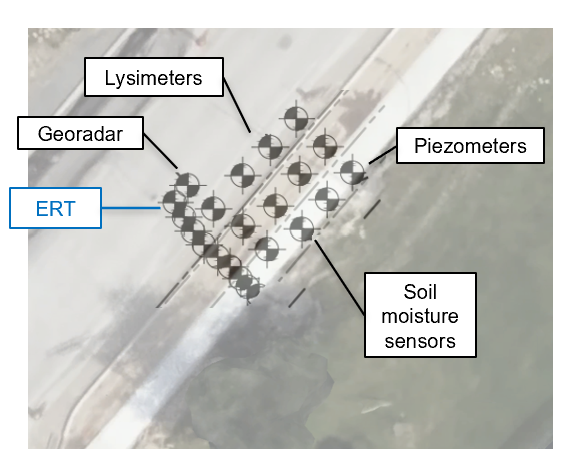 Lysimeters
Georadar
Piezometers
ERT
Soil
moisture
sensors